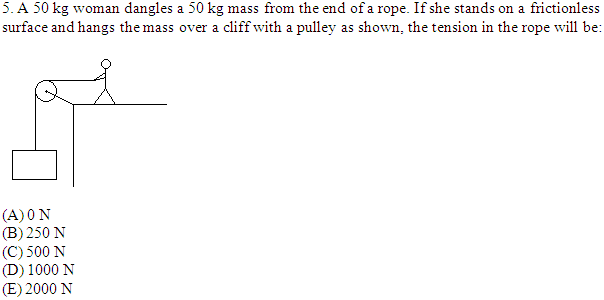 5. A 50 kg woman dangles a 50 kg mass from the end of a rope. If she stands on a frictionless
surface and hangs the mass over a cliff with a pulley as shown, the tension in the rope will be:
(A) 0 N
(B) 250 N
(C) 500 N
(D) 1000 N
(E) 2000 N